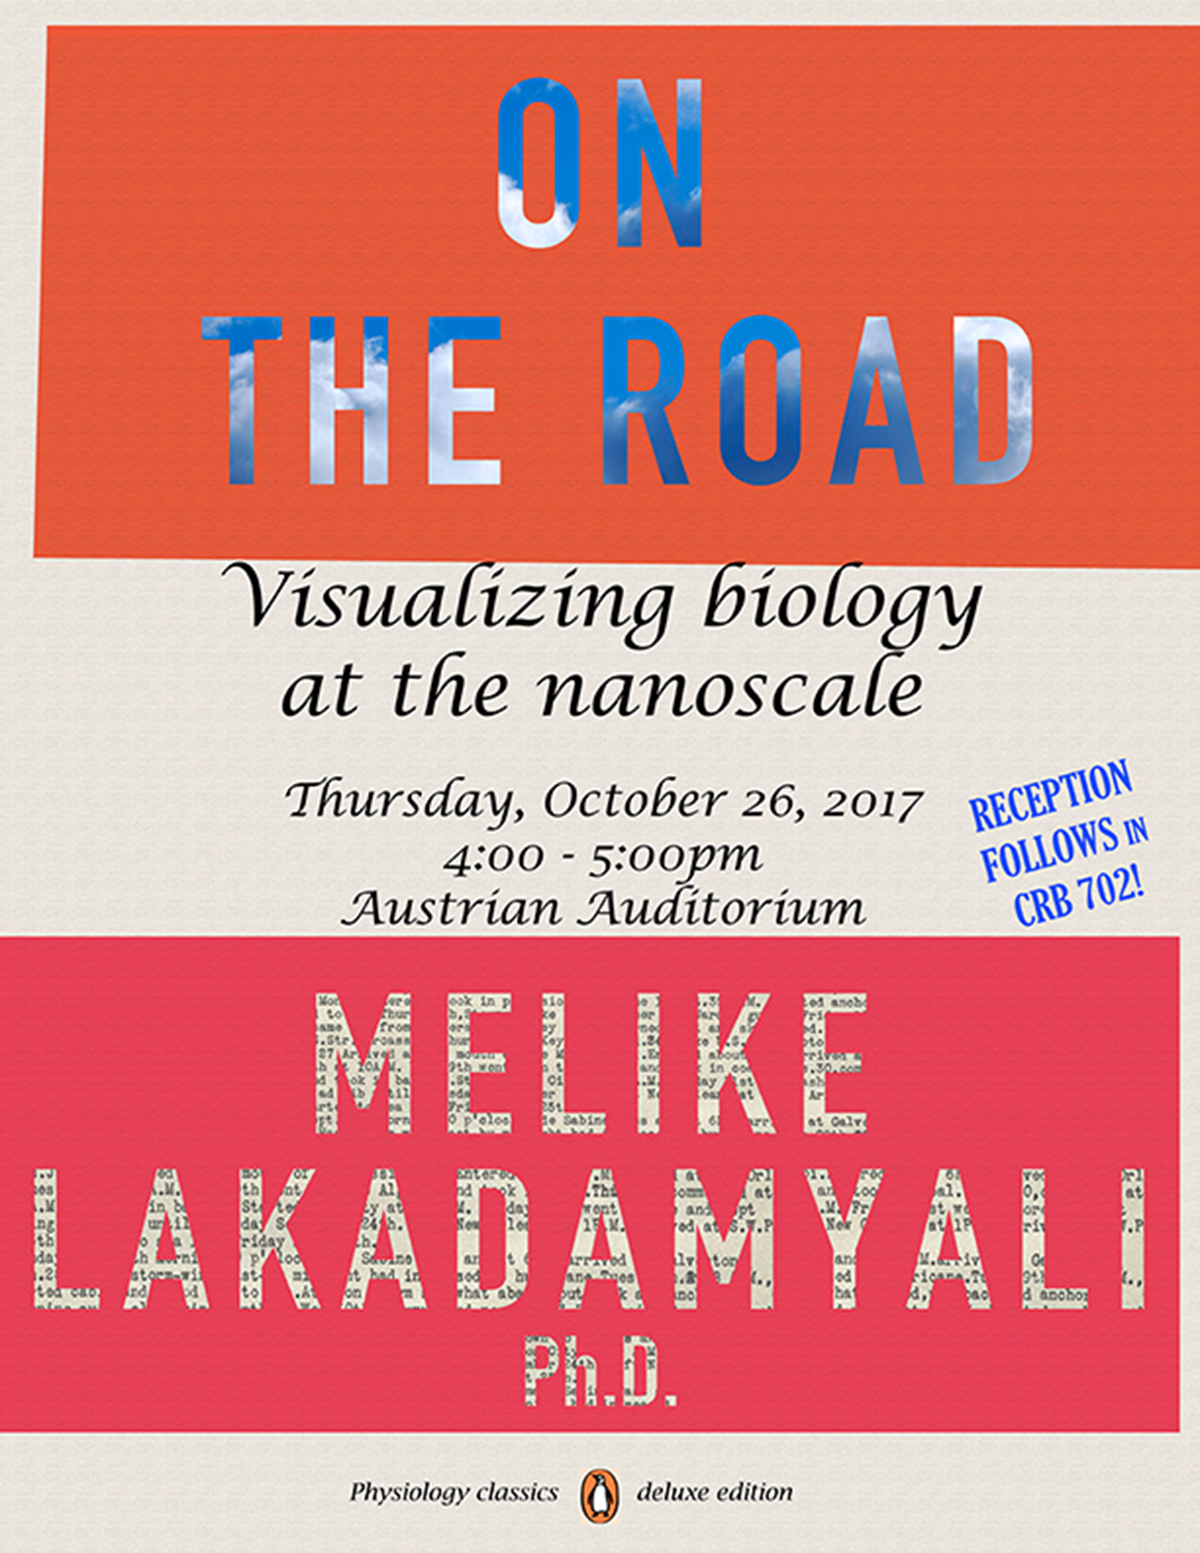 ON
THE ROAD
Visualizing biology
at the nanoscale
Thursday, October 26, 2017
4:00 - 5:00pm
Austrian Auditorium
RECEPTION
FOLLOWS IN
CRB 702!
MELIKE
LAKADAMYALI
Ph.D.
Physiology classics deluxe edition